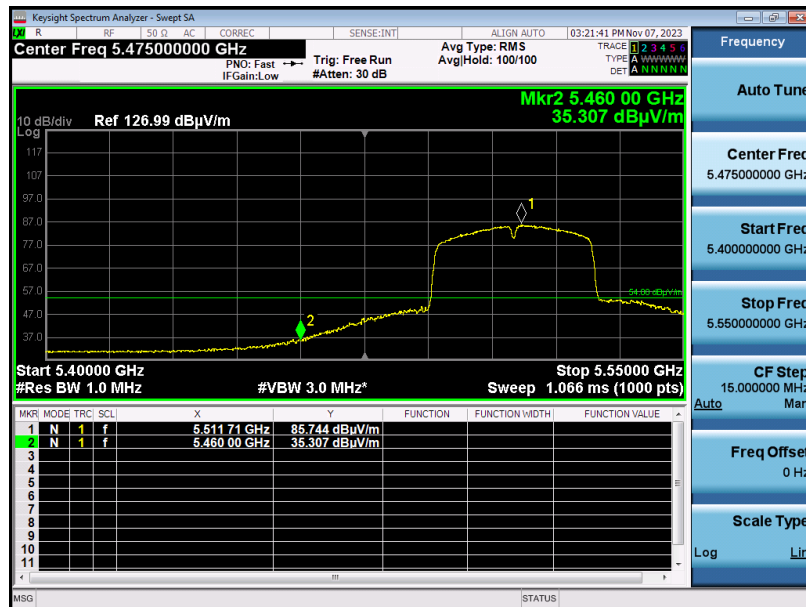 Keysight Spectrum Analyzer - Swept SA
R RF 50 Ω AC CORREC SENSE:INT ALIGN AUTO 03:21:41 PM Nov 07, 2023
Center Freq 5.475000000 GHz
PNO: Fast
IFGain:Low
Trig: Free Run
#Atten: 30 dB
Avg Type: RMS
Avg|Hold: 100/100
TRACE 1 2 3 4 5 6
TYPE A WWWWW
DET A N N N N N
Mkr2 5.460 00 GHz
35.307 dBµV/m
10 dB/div Ref 126.99 dBµV/m
Log
117
107
97.0
87.0
77.0
67.0
57.0
47.0
37.0
1
2
54.00 dBµV/m
Start 5.40000 GHz Stop 5.55000 GHz
#Res BW 1.0 MHz #VBW 3.0 MHz* Sweep 1.066 ms (1000 pts)
MKR MODE TRC SCL X Y FUNCTION FUNCTION WIDTH FUNCTION VALUE
1 N 1 f 5.511 71 GHz 85.744 dBµV/m
2 N 1 f 5.460 00 GHz 35.307 dBµV/m
3
4
5
6
7
8
9
10
11
MSG STATUS
Frequency
Auto Tune
Center Freq
5.475000000 GHz
Start Freq
5.400000000 GHz
Stop Freq
5.550000000 GHz
CF Step
15.000000 MHz
Auto Man
Freq Offset
0 Hz
Scale Type
Log Lin